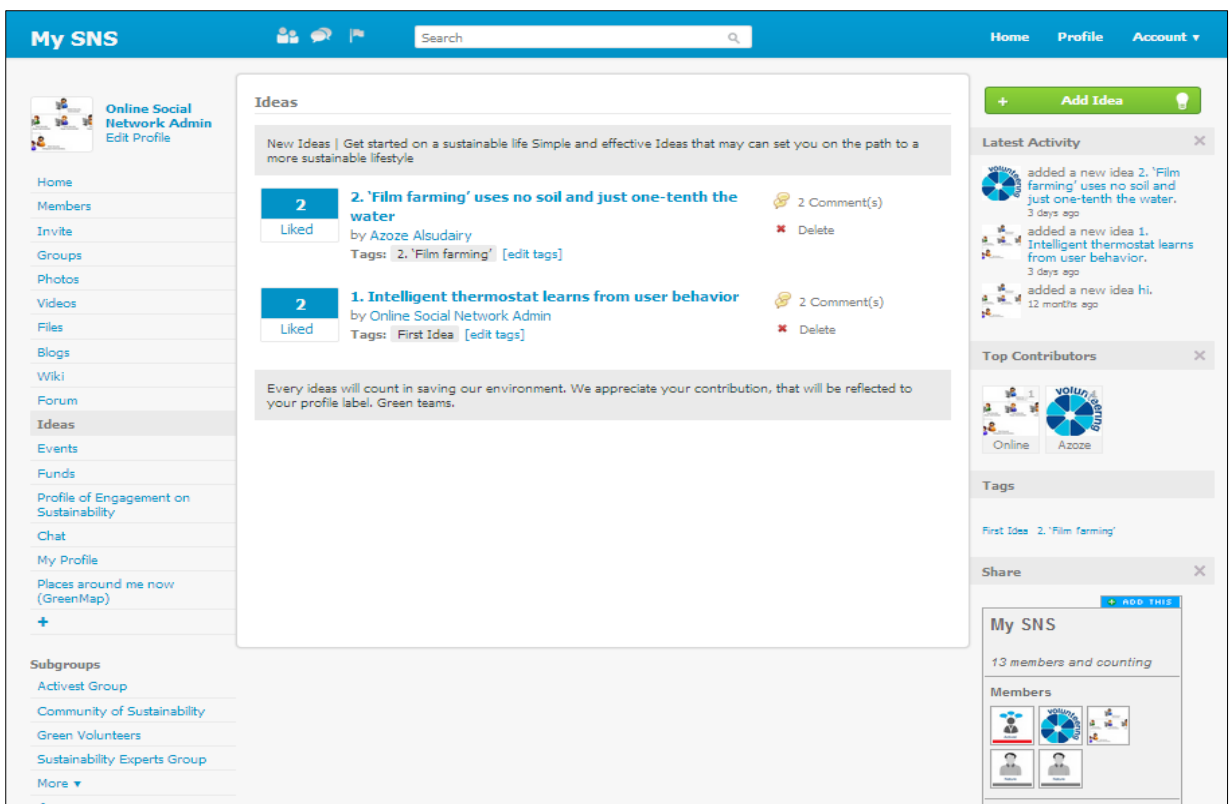 My SNS
Search
Home Profile Account ▾
Online Social
Network Admin
Edit Profile
Home
Members
Invite
Groups
Photos
Videos
Files
Blogs
Wiki
Forum
Ideas
Events
Funds
Profile of Engagement on
Sustainability
Chat
My Profile
Places around me now
(GreenMap)
+
Subgroups
Activest Group
Community of Sustainability
Green Volunteers
Sustainability Experts Group
More ▾
Ideas
New Ideas | Get started on a sustainable life Simple and effective Ideas that may can set you on the path to a
more sustainable lifestyle
2
Liked
2. ‘Film farming’ uses no soil and just one-tenth the
water
by Azoze Alsudairy
Tags: 2. ‘Film farming’ [edit tags]
2 Comment(s)
Delete
2
Liked
1. Intelligent thermostat learns from user behavior
by Online Social Network Admin
Tags: First Idea [edit tags]
2 Comment(s)
Delete
Every ideas will count in saving our environment. We appreciate your contribution, that will be reflected to
your profile label. Green teams.
+ Add Idea
Latest Activity
added a new idea 2. ‘Film
farming’ uses no soil and
just one-tenth the water.
3 days ago
added a new idea 1.
Intelligent thermostat learns
from user behavior.
3 days ago
added a new idea hi.
12 months ago
Top Contributors
volunteering
Online Azoze
Tags
First Idea 2. ‘Film farming’
Share
+ ADD THIS
My SNS
13 members and counting
Members